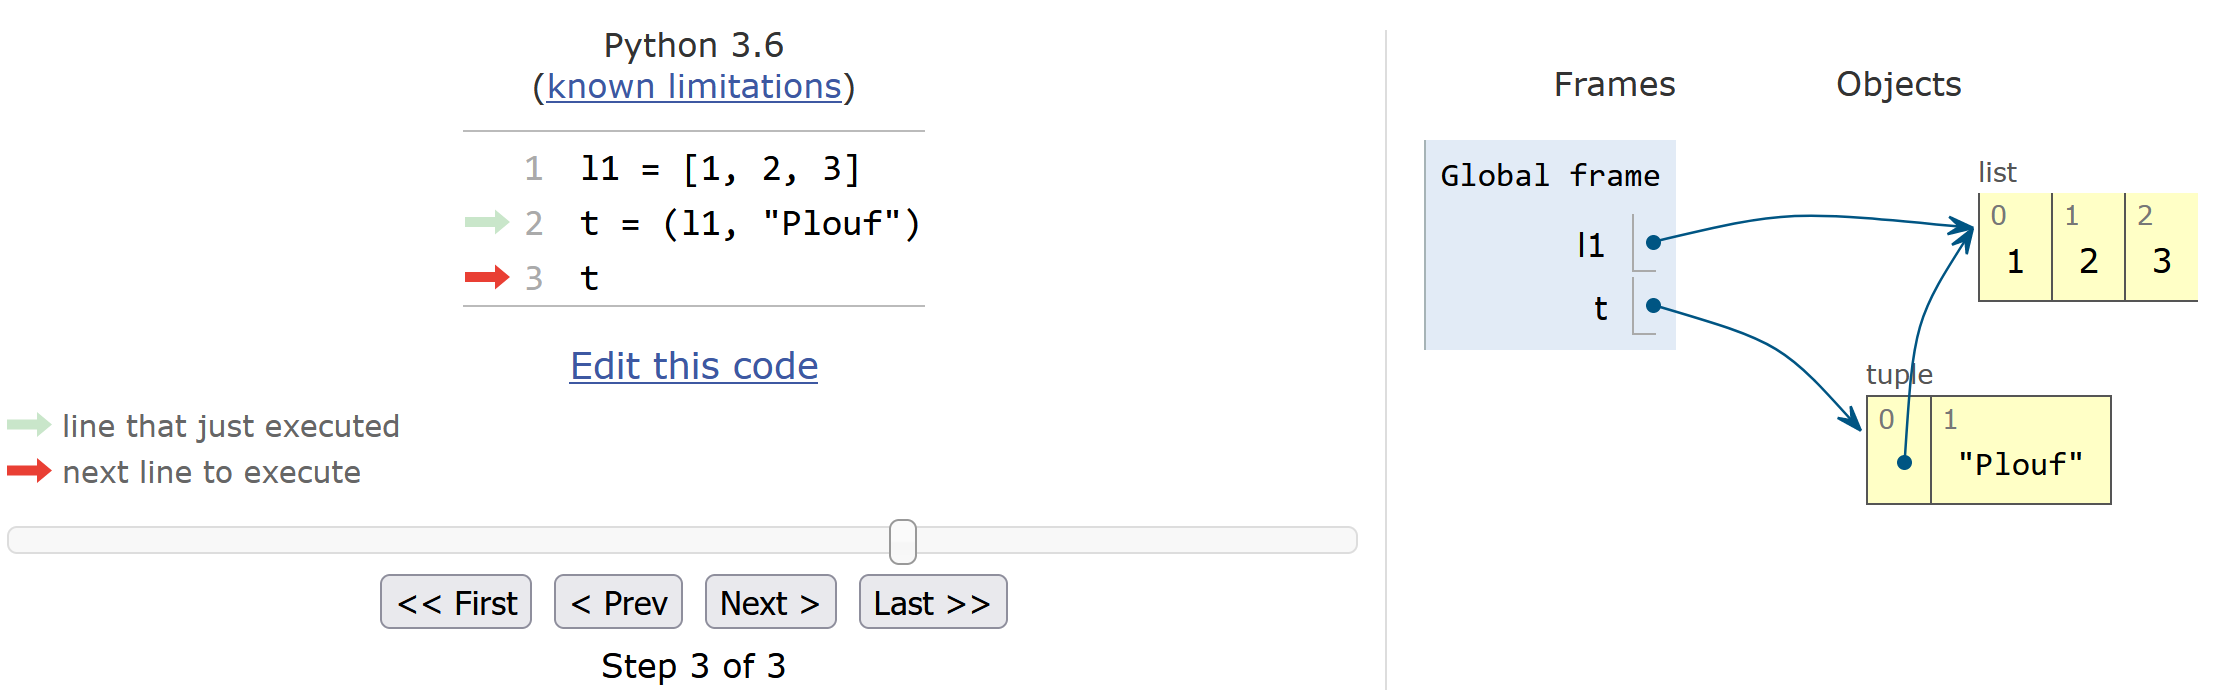 Python 3.6
(known limitations)
1 l1 = [1, 2, 3]
2 t = (l1, "Plouf")
3 t
Edit this code
line that just executed
next line to execute
<< First < Prev Next > Last >>
Step 3 of 3
Frames Objects
Global frame
l1
t
list
0 1 2
1 2 3
tuple
0 1
"Plouf"